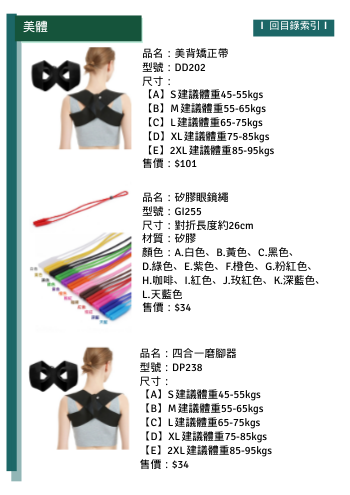 美體
I 回目錄索引 I
品名：美背矯正帶
型號：DD202
尺寸：
【A】S 建議體重45-55kgs
【B】M 建議體重55-65kgs
【C】L 建議體重65-75kgs
【D】XL 建議體重75-85kgs
【E】2XL 建議體重85-95kgs
售價：$101
品名：矽膠眼鏡繩
型號：GI255
尺寸：對折長度約26cm
材質：矽膠
顏色：A.白色、B.黃色、C.黑色、
D.綠色、E.紫色、F.橙色、G.粉紅色、
H.咖啡、I.紅色、J.玫紅色、K.深藍色、
L.天藍色
售價：$34
品名：四合一磨腳器
型號：DP238
尺寸：
【A】S 建議體重45-55kgs
【B】M 建議體重55-65kgs
【C】L 建議體重65-75kgs
【D】XL 建議體重75-85kgs
【E】2XL 建議體重85-95kgs
售價：$34